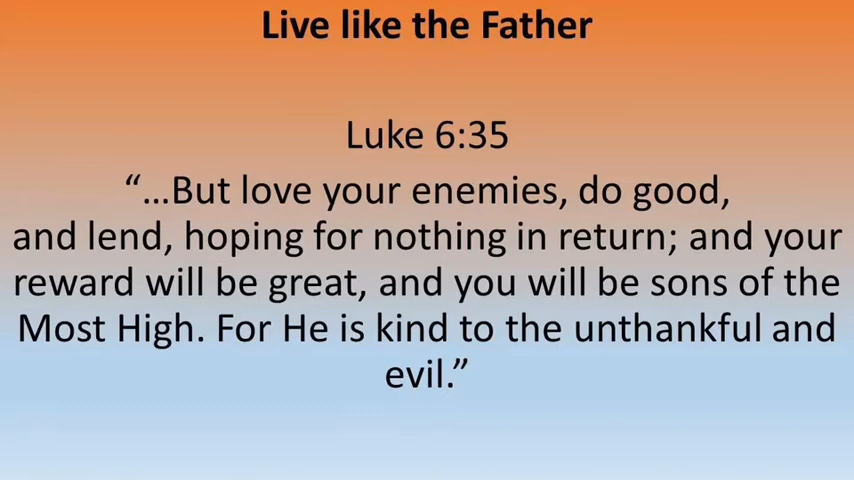 Live like the Father
Luke 6:35
“…But love your enemies, do good,
and lend, hoping for nothing in return; and your
reward will be great, and you will be sons of the
Most High. For He is kind to the unthankful and
evil.”